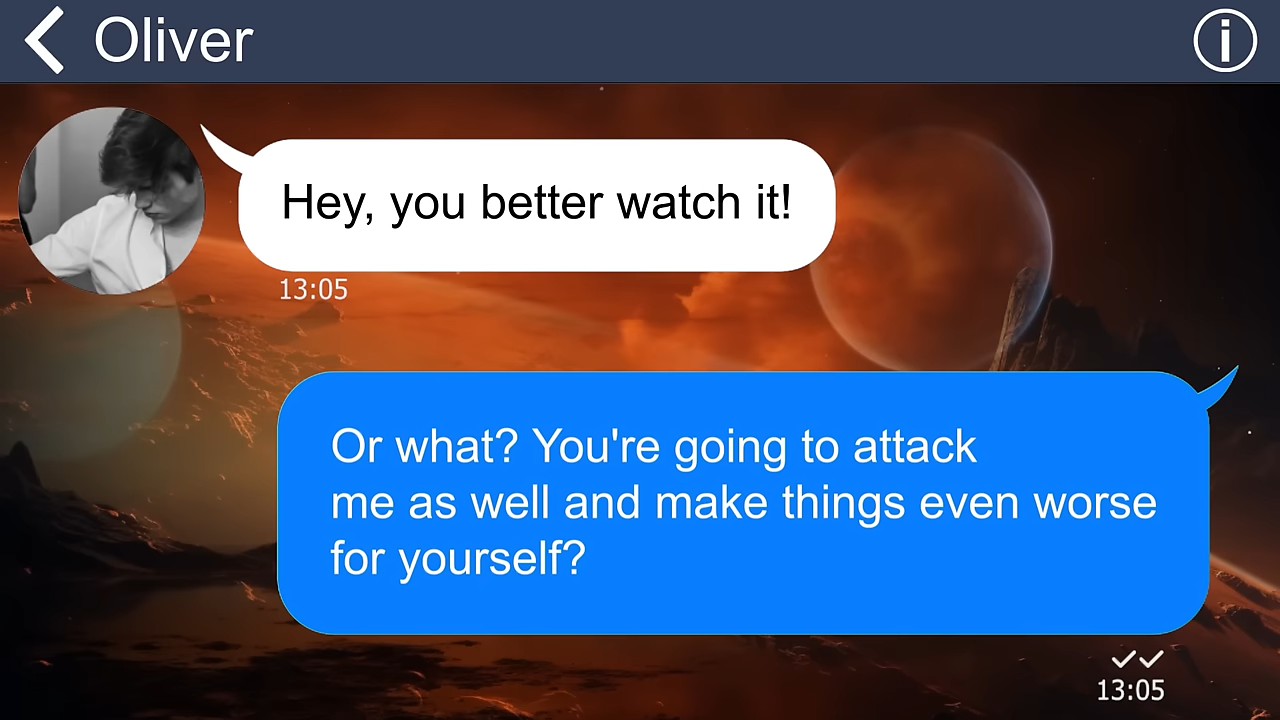 Oliver
Hey, you better watch it!
13:05
Or what? You're going to attack
me as well and make things even worse
for yourself?
13:05